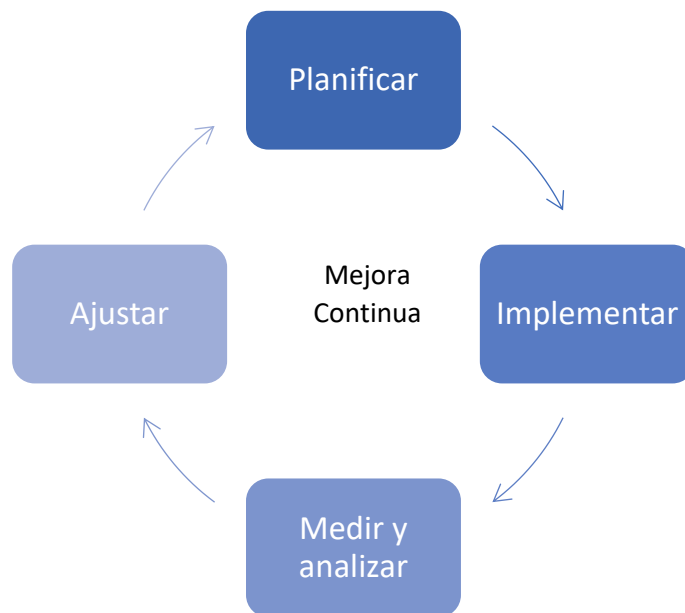 Planificar
Implementar
Medir y
analizar
Ajustar
Mejora
Continua